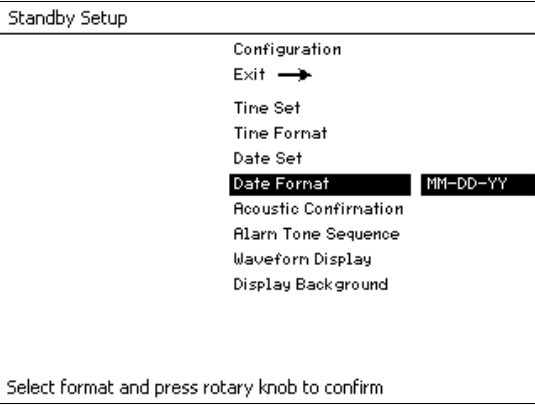 Standby Setup
Configuration
Exit
Time Set
Time Format
Date Set
Date Format MM-DD-YY
Acoustic Confirmation
Alarm Tone Sequence
Waveform Display
Display Background
Select format and press rotary knob to confirm